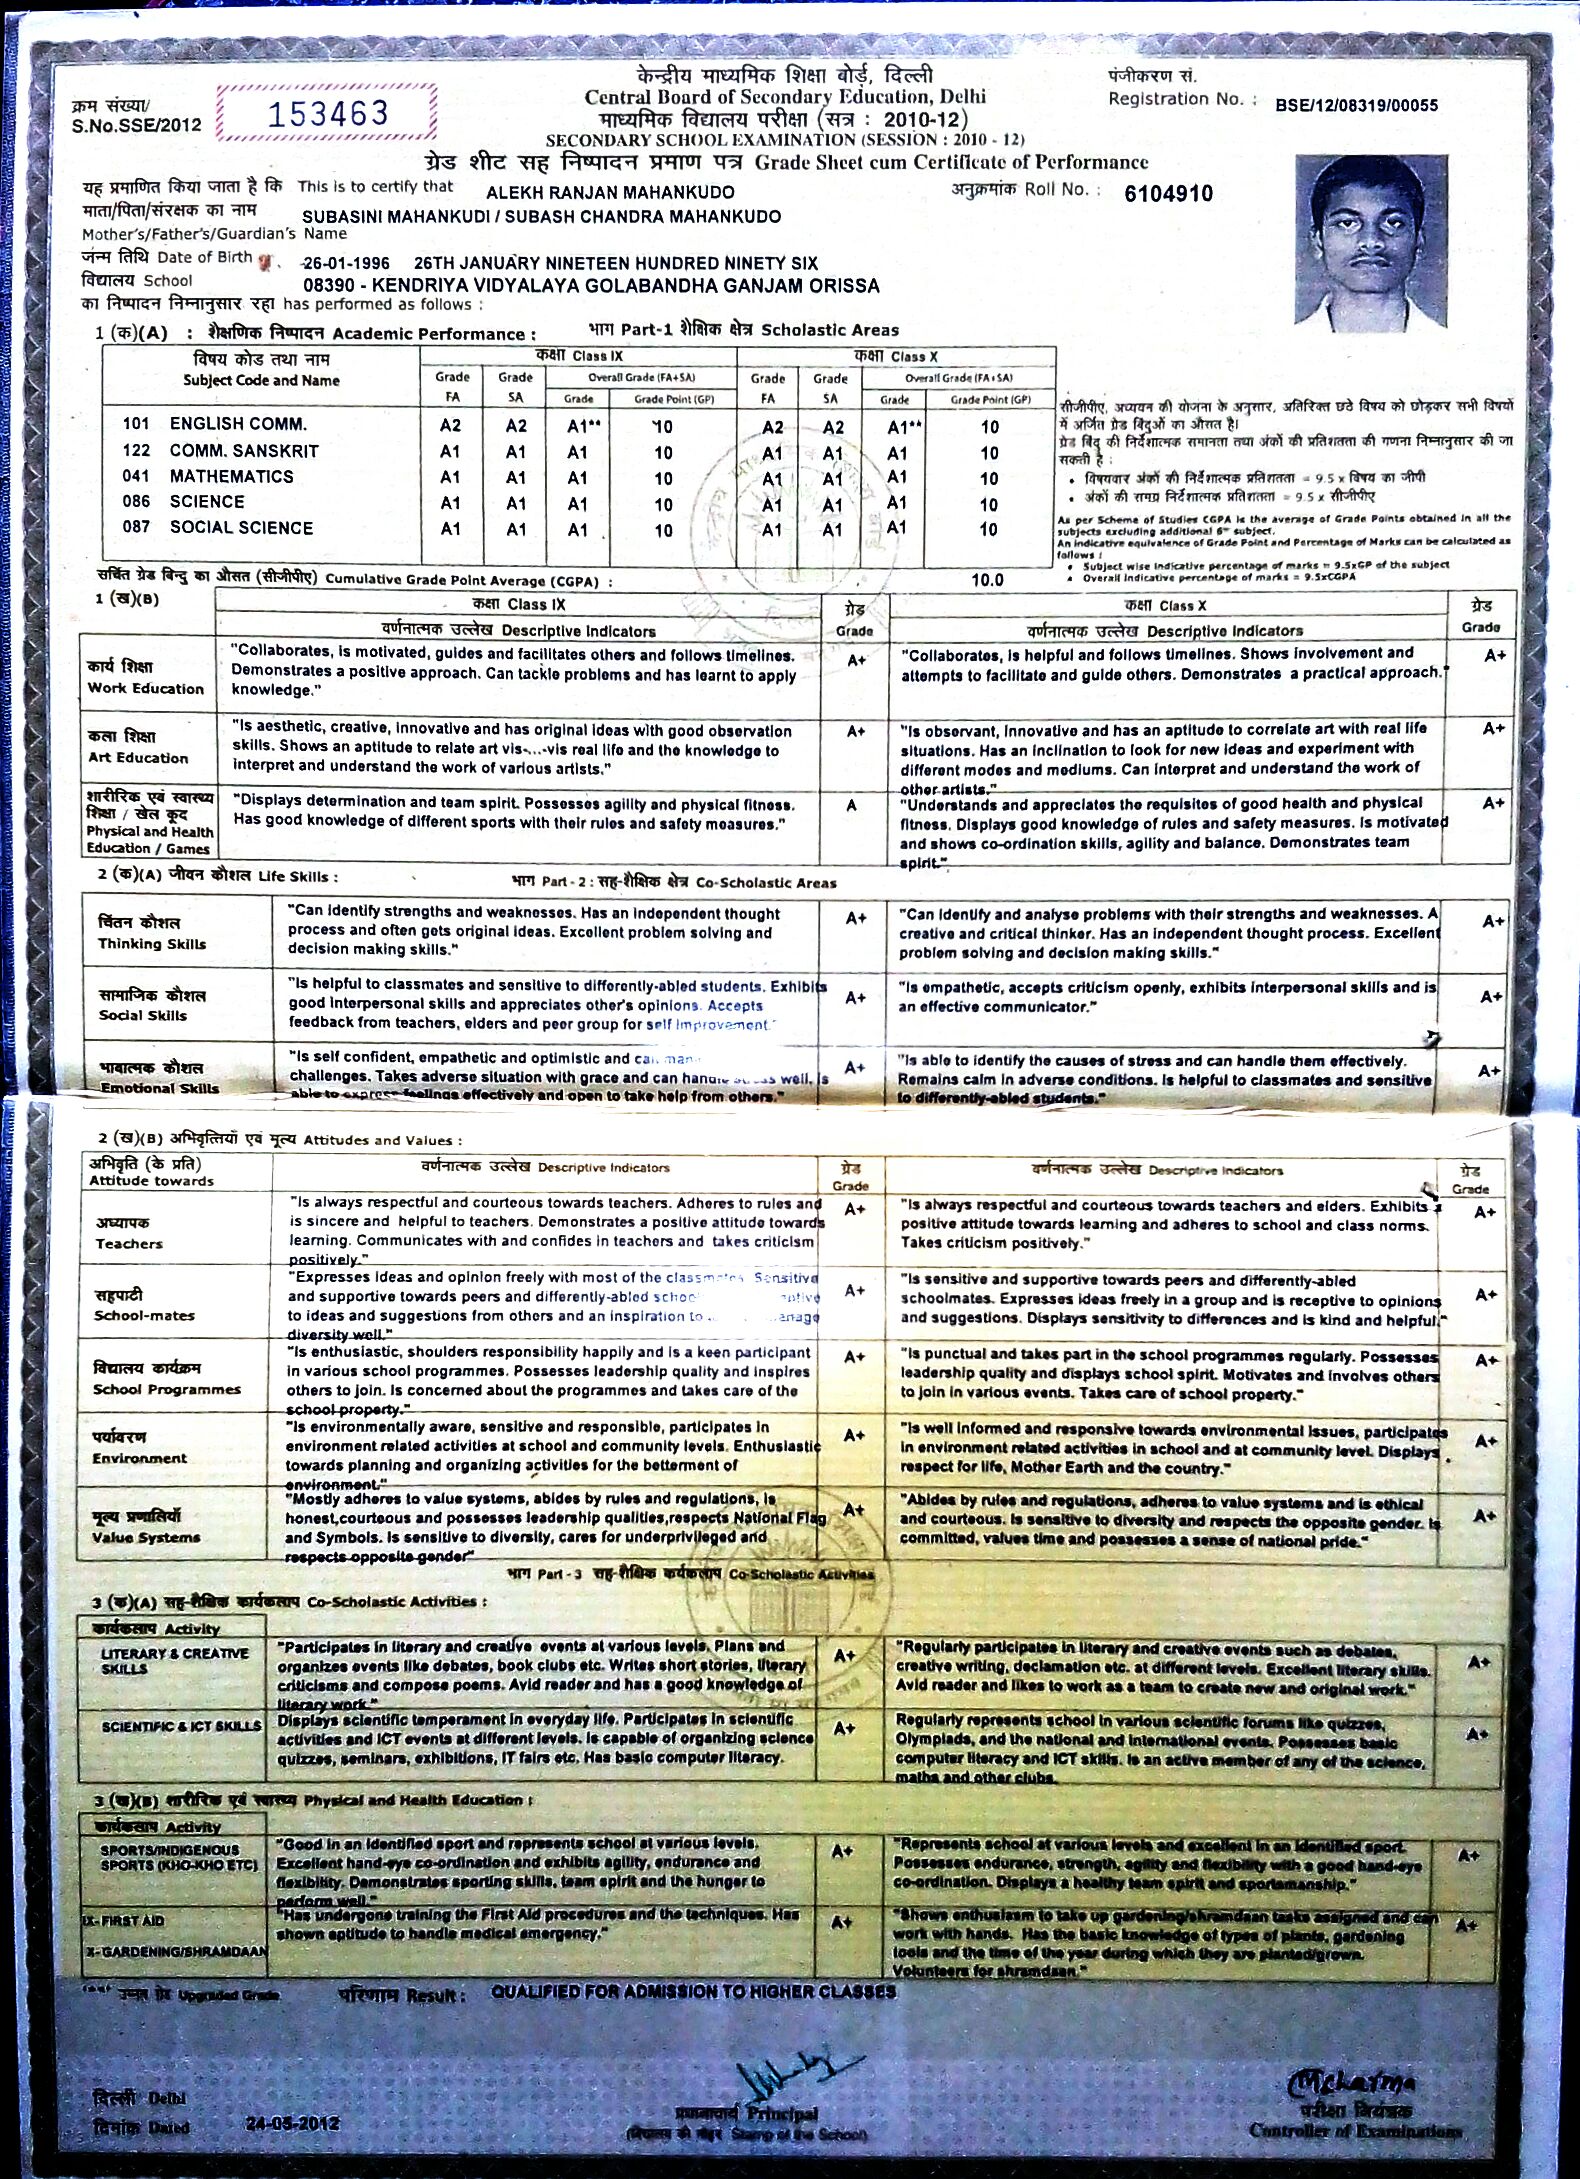 केन्द्रीय माध्यमिक शिक्षा बोर्ड, दिल्ली
Central Board of Secondary Education, Delhi
माध्यमिक विद्यालय परीक्षा (सत्र : 2010-12)
SECONDARY SCHOOL EXAMINATION (SESSION : 2010 - 12)
ग्रेड शीट सह निष्पादन प्रमाण पत्र Grade Sheet cum Certificate of Performance
क्रम संख्या/
S.No.SSE/2012 153463
पंजीकरण सं.
Registration No. : BSE/12/08319/00055
यह प्रमाणित किया जाता है कि This is to certify that ALEKH RANJAN MAHANKUDO अनुक्रमांक Roll No. : 6104910
माता/पिता/संरक्षक का नाम SUBASINI MAHANKUDI / SUBASH CHANDRA MAHANKUDO
Mother's/Father's/Guardian's Name
जन्म तिथि Date of Birth 26-01-1996 26TH JANUARY NINETEEN HUNDRED NINETY SIX
विद्यालय School 08390 - KENDRIYA VIDYALAYA GOLABANDHA GANJAM ORISSA
का निष्पादन निम्नानुसार रहा has performed as follows :
1 (क)(A) : शैक्षणिक निष्पादन Academic Performance : भाग Part-1 शैक्षिक क्षेत्र Scholastic Areas
विषय कोड तथा नाम कक्षा Class IX कक्षा Class X
Subject Code and Name Grade Grade Overall Grade (FA+SA) Grade Grade Overall Grade (FA+SA)
FA SA Grade Grade Point (GP) FA SA Grade Grade Point (GP)
101 ENGLISH COMM. A2 A2 A1** 10 A2 A2 A1** 10
122 COMM. SANSKRIT A1 A1 A1 10 A1 A1 A1 10
041 MATHEMATICS A1 A1 A1 10 A1 A1 A1 10
086 SCIENCE A1 A1 A1 10 A1 A1 A1 10
087 SOCIAL SCIENCE A1 A1 A1 10 A1 A1 A1 10
संचित ग्रेड बिन्दु का औसत (सीजीपीए) Cumulative Grade Point Average (CGPA) : 10.0
सीजीपीए, अध्ययन की योजना के अनुसार, अतिरिक्त छठे विषय को छोड़कर सभी विषयों
में अर्जित ग्रेड बिंदुओं का औसत है।
ग्रेड बिंदु की निर्देशात्मक समानता तथा अंकों की प्रतिशतता की गणना निम्नानुसार की जा
सकती है :
• विषयवार अंकों की निर्देशात्मक प्रतिशतता = 9.5 x विषय का जीपी
• अंकों की समग्र निर्देशात्मक प्रतिशतता = 9.5 x सीजीपीए
As per Scheme of Studies CGPA is the average of Grade Points obtained in all the
subjects excluding additional 6th subject.
An indicative equivalence of Grade Point and Percentage of Marks can be calculated as
follows :
• Subject wise indicative percentage of marks = 9.5xGP of the subject
• Overall indicative percentage of marks = 9.5xCGPA
1 (ख)(B) कक्षा Class IX ग्रेड कक्षा Class X ग्रेड
वर्णनात्मक उल्लेख Descriptive Indicators Grade वर्णनात्मक उल्लेख Descriptive Indicators Grade
कार्य शिक्षा
Work Education
"Collaborates, is motivated, guides and facilitates others and follows timelines.
Demonstrates a positive approach. Can tackle problems and has learnt to apply
knowledge."
A+
"Collaborates, is helpful and follows timelines. Shows involvement and
attempts to facilitate and guide others. Demonstrates a practical approach."
A+
कला शिक्षा
Art Education
"Is aesthetic, creative, innovative and has original ideas with good observation
skills. Shows an aptitude to relate art vis-...-vis real life and the knowledge to
interpret and understand the work of various artists."
A+
"Is observant, innovative and has an aptitude to correlate art with real life
situations. Has an inclination to look for new ideas and experiment with
different modes and mediums. Can interpret and understand the work of
other artists."
A+
शारीरिक एवं स्वास्थ्य
शिक्षा / खेल कूद
Physical and Health
Education / Games
"Displays determination and team spirit. Possesses agility and physical fitness.
Has good knowledge of different sports with their rules and safety measures."
A
"Understands and appreciates the requisites of good health and physical
fitness. Displays good knowledge of rules and safety measures. Is motivated
and shows co-ordination skills, agility and balance. Demonstrates team
spirit."
A+
2 (क)(A) जीवन कौशल Life Skills : भाग Part - 2 : सह-शैक्षिक क्षेत्र Co-Scholastic Areas
चिंतन कौशल
Thinking Skills
"Can identify strengths and weaknesses. Has an independent thought
process and often gets original ideas. Excellent problem solving and
decision making skills."
A+
"Can identify and analyse problems with their strengths and weaknesses. A
creative and critical thinker. Has an independent thought process. Excellent
problem solving and decision making skills."
A+
सामाजिक कौशल
Social Skills
"Is helpful to classmates and sensitive to differently-abled students. Exhibits
good interpersonal skills and appreciates other's opinions. Accepts
feedback from teachers, elders and peer group for self improvement."
A+
"Is empathetic, accepts criticism openly, exhibits interpersonal skills and is
an effective communicator."
A+
भावात्मक कौशल
Emotional Skills
"Is self confident, empathetic and optimistic and can
challenges. Takes adverse situation with grace and can handle well. Is
able to express feelings effectively and open to take help from others."
A+
"Is able to identify the causes of stress and can handle them effectively.
Remains calm in adverse conditions. Is helpful to classmates and sensitive
to differently-abled students."
A+
2 (ख)(B) अभिवृत्तियाँ एवं मूल्य Attitudes and Values :
अभिवृति (के प्रति) वर्णनात्मक उल्लेख Descriptive Indicators ग्रेड वर्णनात्मक उल्लेख Descriptive Indicators ग्रेड
Attitude towards Grade Grade
अध्यापक
Teachers
"Is always respectful and courteous towards teachers. Adheres to rules and
is sincere and helpful to teachers. Demonstrates a positive attitude towards
learning. Communicates with and confides in teachers and takes criticism
positively."
A+
"Is always respectful and courteous towards teachers and elders. Exhibits
positive attitude towards learning and adheres to school and class norms.
Takes criticism positively."
A+
सहपाठी
School-mates
"Expresses ideas and opinion freely with most of the classmates. Sensitive
and supportive towards peers and differently-abled
to ideas and suggestions from others and an inspiration to
diversity well."
A+
"Is sensitive and supportive towards peers and differently-abled
schoolmates. Expresses ideas freely in a group and is receptive to opinions
and suggestions. Displays sensitivity to differences and is kind and helpful."
A+
विद्यालय कार्यक्रम
School Programmes
"Is enthusiastic, shoulders responsibility happily and is a keen participant
in various school programmes. Possesses leadership quality and inspires
others to join. Is concerned about the programmes and takes care of the
school property."
A+
"Is punctual and takes part in the school programmes regularly. Possesses
leadership quality and displays school spirit. Motivates and involves others
to join in various events. Takes care of school property."
A+
पर्यावरण
Environment
"Is environmentally aware, sensitive and responsible, participates in
environment related activities at school and community levels. Enthusiastic
towards planning and organizing activities for the betterment of
environment."
A+
"Is well informed and responsive towards environmental issues, participates
in environment related activities in school and at community level. Displays
respect for life, Mother Earth and the country."
A+
मूल्य प्रणालियाँ
Value Systems
"Mostly adheres to value systems, abides by rules and regulations, is
honest,courteous and possesses leadership qualities,respects National Flag
and Symbols. Is sensitive to diversity, cares for underprivileged and
respects opposite gender"
A+
"Abides by rules and regulations, adheres to value systems and is ethical
and courteous. Is sensitive to diversity and respects the opposite gender. Is
committed, values time and possesses a sense of national pride."
A+
भाग Part - 3 सह-शैक्षिक कार्यकलाप Co-Scholastic Activities
3 (क)(A) सह-शैक्षिक कार्यकलाप Co-Scholastic Activities :
कार्यकलाप Activity
LITERARY & CREATIVE
SKILLS
"Participates in literary and creative events at various levels. Plans and
organizes events like debates, book clubs etc. Writes short stories, literary
criticisms and compose poems. Avid reader and has a good knowledge of
literary work."
A+
"Regularly participates in literary and creative events such as debates,
creative writing, declamation etc. at different levels. Excellent literary skills.
Avid reader and likes to work as a team to create new and original work."
A+
SCIENTIFIC & ICT SKILLS
Displays scientific temperament in everyday life. Participates in scientific
activities and ICT events at different levels. Is capable of organizing science
quizzes, seminars, exhibitions, IT fairs etc. Has basic computer literacy.
A+
Regularly represents school in various scientific forums like quizzes,
Olympiads, and the national and international events. Possesses basic
computer literacy and ICT skills. Is an active member of any of the science,
maths and other clubs.
A+
3 (ख)(B) शारीरिक एवं स्वास्थ्य Physical and Health Education :
कार्यकलाप Activity
SPORTS/INDIGENOUS
SPORTS (KHO-KHO ETC)
"Good in an identified sport and represents school at various levels.
Excellent hand-eye co-ordination and exhibits agility, endurance and
flexibility. Demonstrates sporting skills, team spirit and the hunger to
perform well."
A+
"Represents school at various levels and excellent in an identified sport.
Possesses endurance, strength, agility and flexibility with a good hand-eye
co-ordination. Displays a healthy team spirit and sportsmanship."
A+
IX- FIRST AID
X- GARDENING/SHRAMDAAN
"Has undergone training the First Aid procedures and the techniques. Has
shown aptitude to handle medical emergency."
A+
"Shows enthusiasm to take up gardening/shramdaan tasks assigned and can
work with hands. Has the basic knowledge of types of plants, gardening
tools and the time of the year during which they are planted/grown.
Volunteers for shramdaan."
A+
उन्नत ग्रेड Upgraded Grade परिणाम Result : QUALIFIED FOR ADMISSION TO HIGHER CLASSES
दिल्ली Delhi
दिनांक Dated 24-05-2012
प्रधानाचार्य Principal
(विद्यालय की मोहर Stamp of the School)
MSharma
परीक्षा नियंत्रक
Controller of Examinations